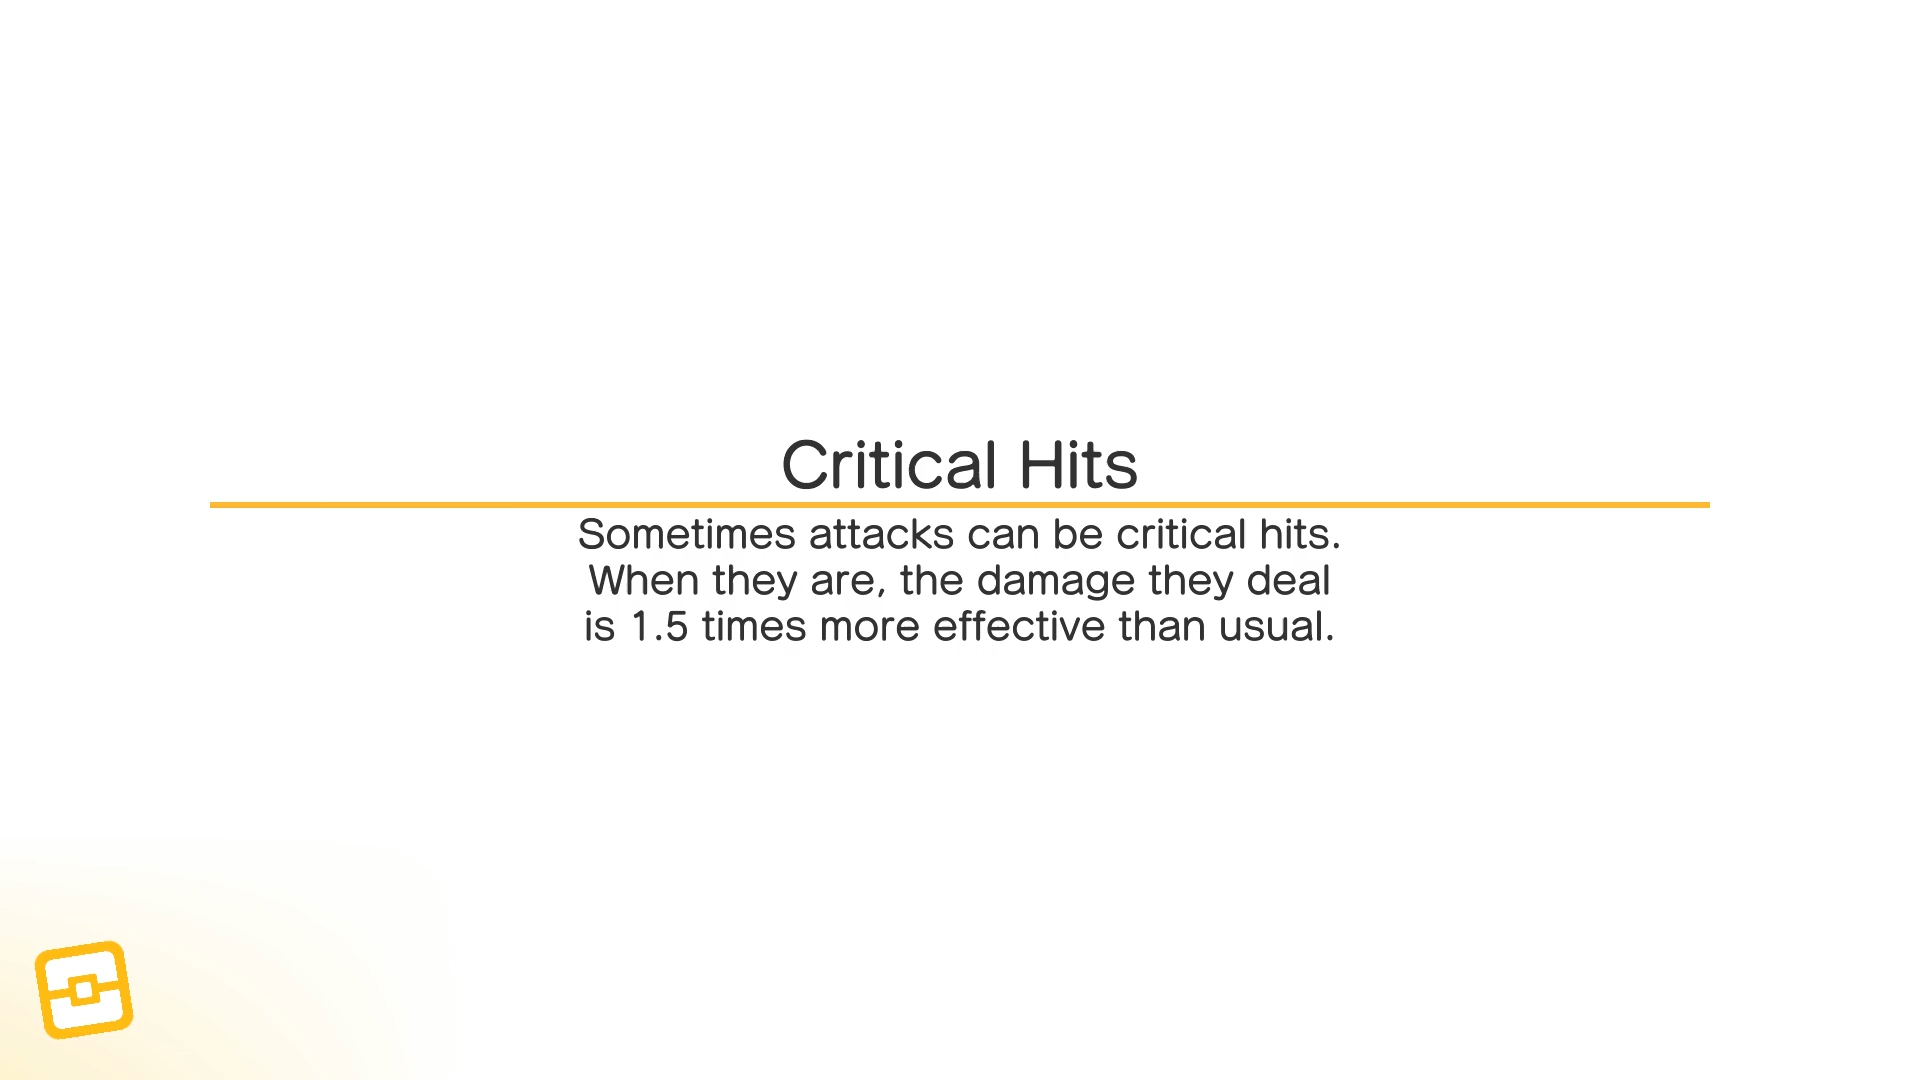 Critical Hits
Sometimes attacks can be critical hits.
When they are, the damage they deal
is 1.5 times more effective than usual.